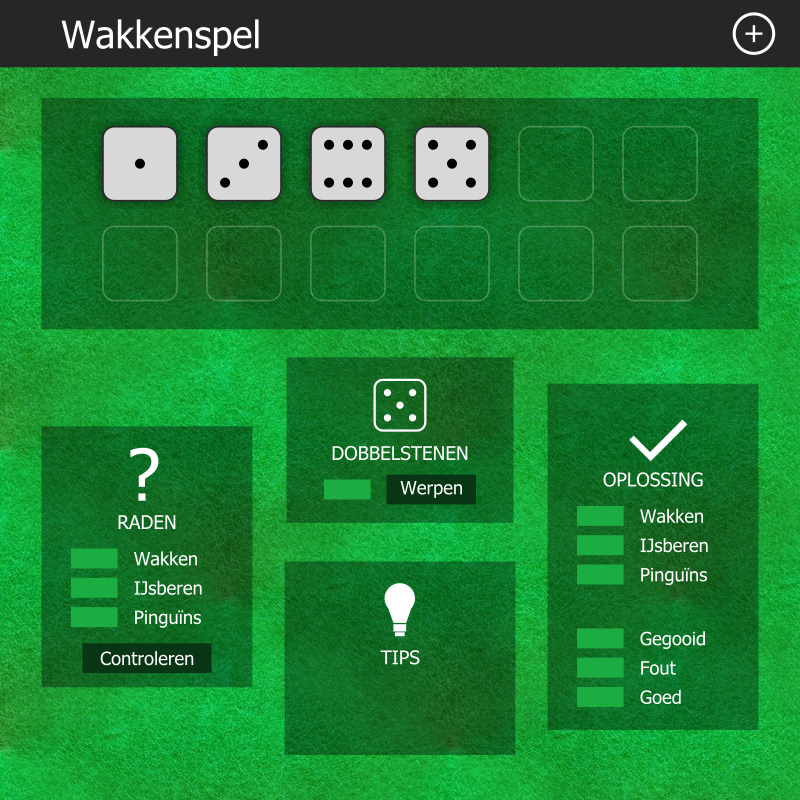 Wakkenspel
DOBBELSTENEN
Werpen
?
RADEN
Wakken
IJsberen
Pinguïns
Controleren
TIPS
OPLOSSING
Wakken
IJsberen
Pinguïns
Gegooid
Fout
Goed